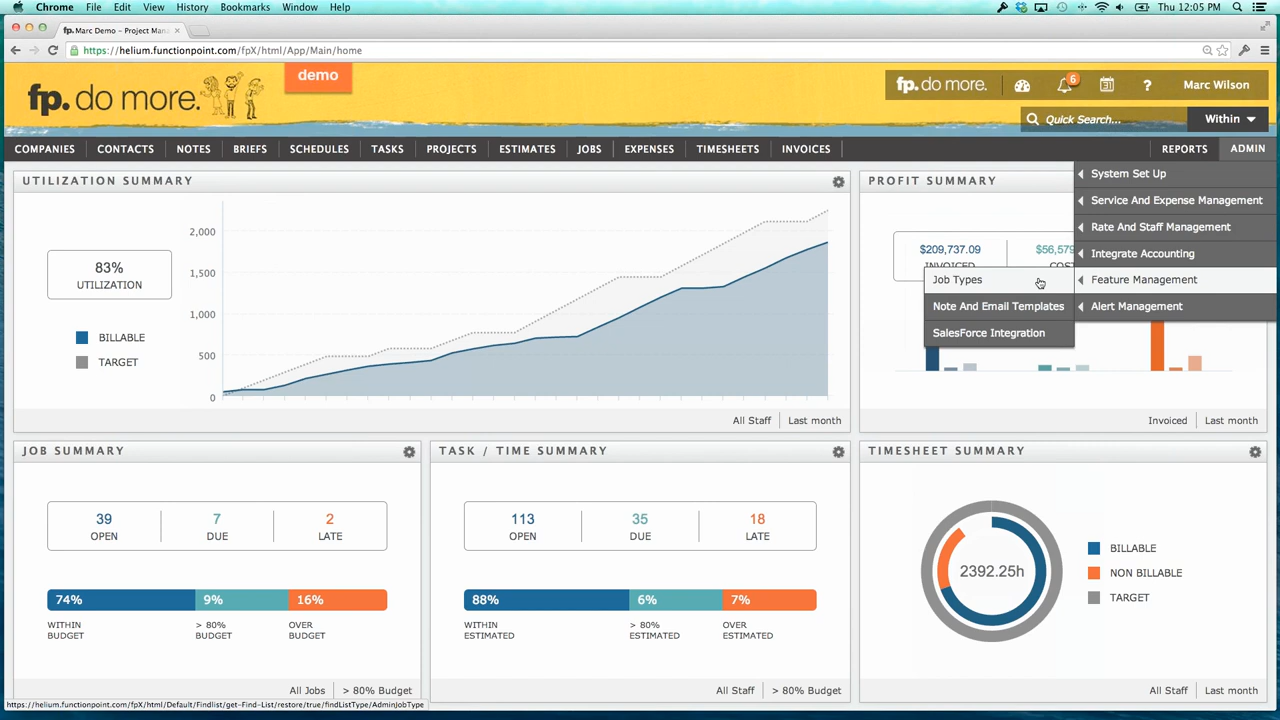 Chrome File Edit View History Bookmarks Window Help Thu 12:05 PM
fp. Marc Demo – Project Mana
https://helium.functionpoint.com/fpX/html/App/Main/home
fp. do more.
demo
fp. do more. 6 ? Marc Wilson
Quick Search... Within
COMPANIES CONTACTS NOTES BRIEFS SCHEDULES TASKS PROJECTS ESTIMATES JOBS EXPENSES TIMESHEETS INVOICES REPORTS ADMIN
System Set Up
Service And Expense Management
Rate And Staff Management
Integrate Accounting
Feature Management
Alert Management
Job Types
Note And Email Templates
SalesForce Integration
UTILIZATION SUMMARY
83%
UTILIZATION
BILLABLE
TARGET
2,000
1,500
1,000
500
0
All Staff Last month
PROFIT SUMMARY
$209,737.09 $56,579
INVOICED COST
Invoiced Last month
JOB SUMMARY
39 7 2
OPEN DUE LATE
74% 9% 16%
WITHIN BUDGET > 80% BUDGET OVER BUDGET
All Jobs > 80% Budget
TASK / TIME SUMMARY
113 35 18
OPEN DUE LATE
88% 6% 7%
WITHIN ESTIMATED > 80% ESTIMATED OVER ESTIMATED
All Staff > 80% Budget
TIMESHEET SUMMARY
2392.25h
BILLABLE
NON BILLABLE
TARGET
All Staff Last month
https://helium.functionpoint.com/fpX/html/Default/Findlist/get-Find-List/restore/true/findListType/AdminJobType